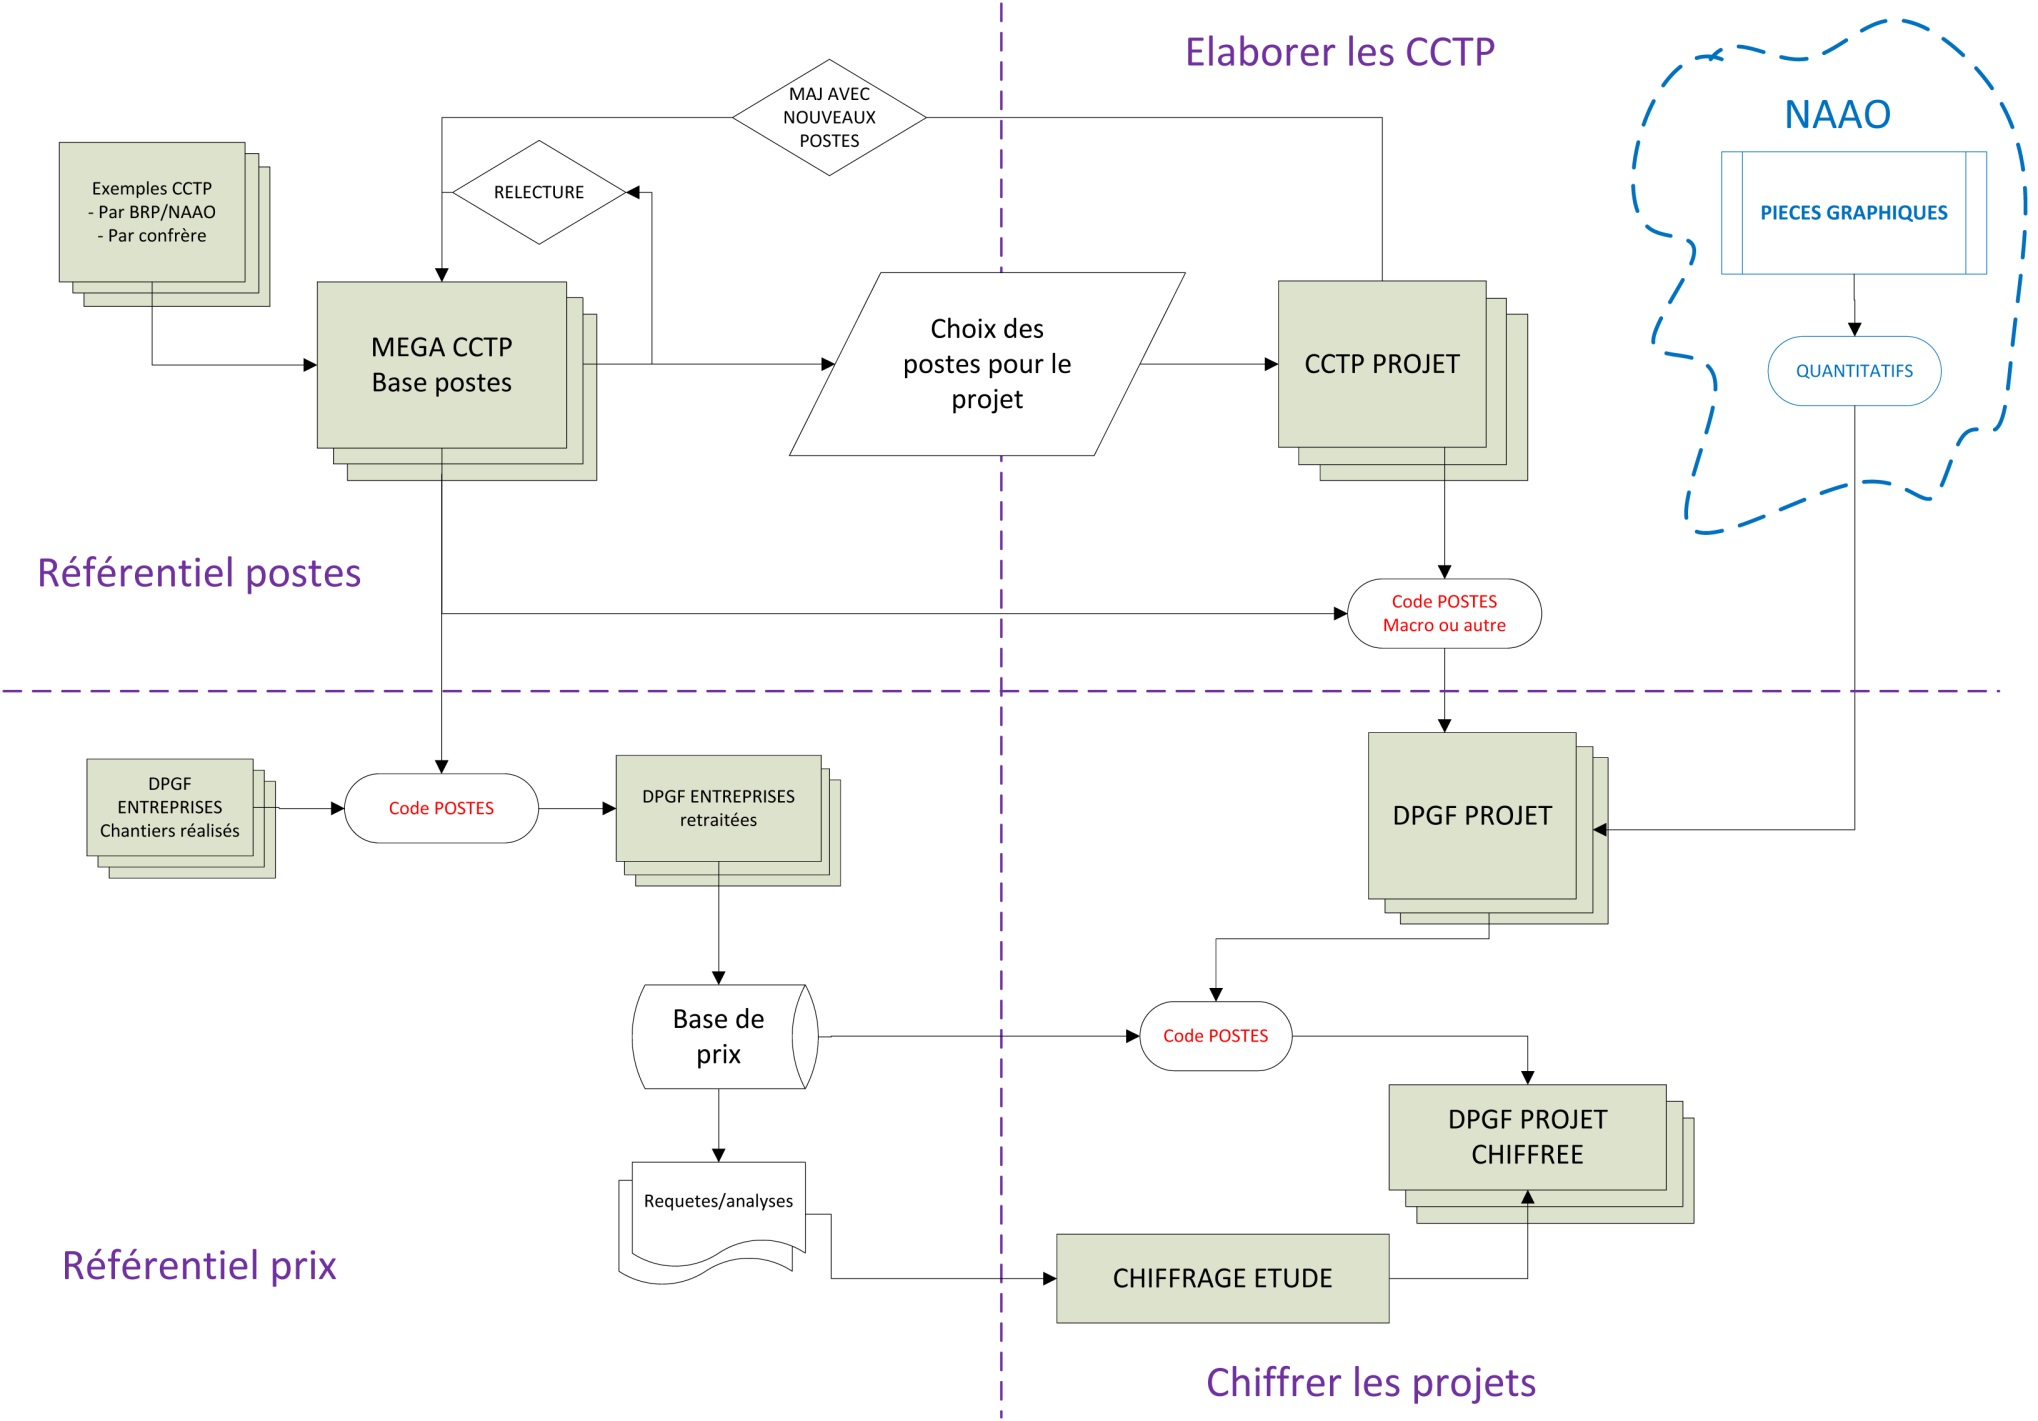 Elaborer les CCTP
MAJ AVEC
NOUVEAUX
POSTES
NAAO
Exemples CCTP
- Par BRP/NAAO
- Par confrère
RELECTURE
PIECES GRAPHIQUES
MEGA CCTP
Base postes
Choix des
postes pour le
projet
CCTP PROJET
QUANTITATIFS
Référentiel postes
Code POSTES
Macro ou autre
DPGF
ENTREPRISES
Chantiers réalisés
Code POSTES
DPGF ENTREPRISES
retraitées
DPGF PROJET
Base de
prix
Code POSTES
DPGF PROJET
CHIFFREE
Requetes/analyses
Référentiel prix
CHIFFRAGE ETUDE
Chiffrer les projets